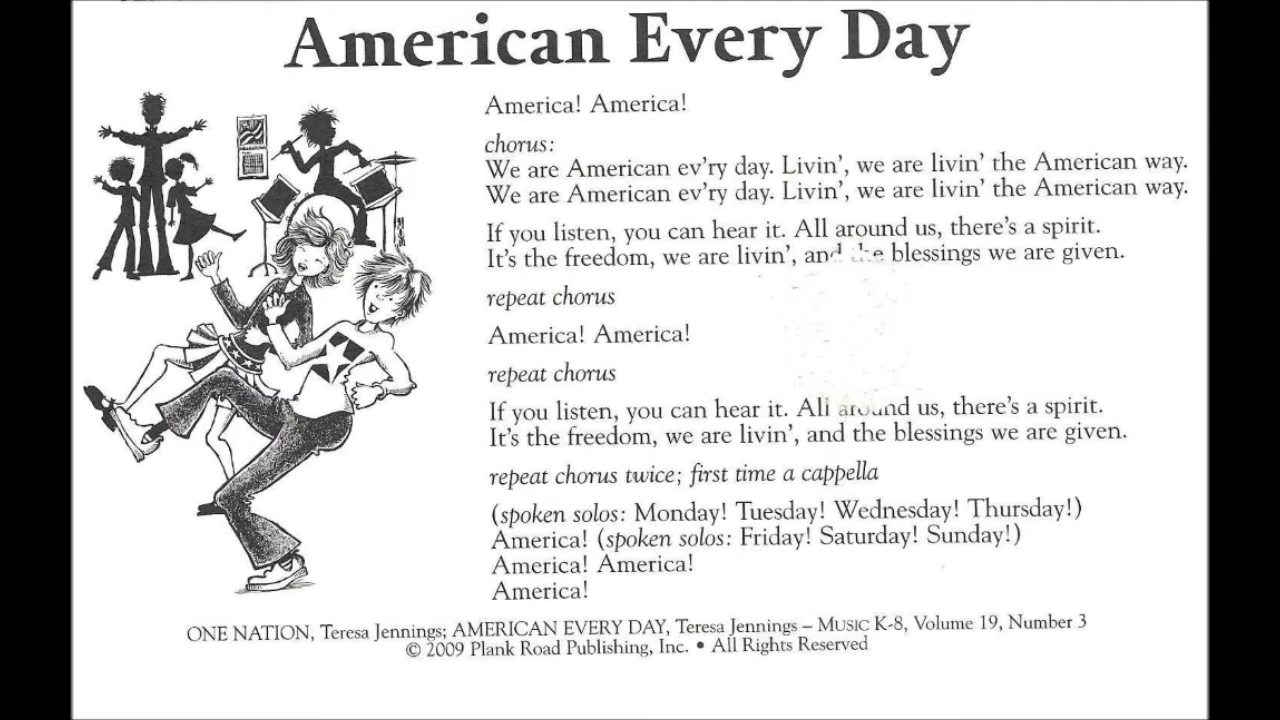 American Every Day
America! America!
chorus:
We are American ev'ry day. Livin', we are livin' the American way.
We are American ev'ry day. Livin', we are livin' the American way.
If you listen, you can hear it. All around us, there's a spirit.
It's the freedom, we are livin', and the blessings we are given.
repeat chorus
America! America!
repeat chorus
If you listen, you can hear it. All around us, there's a spirit.
It's the freedom, we are livin', and the blessings we are given.
repeat chorus twice; first time a cappella
(spoken solos: Monday! Tuesday! Wednesday! Thursday!)
America! (spoken solos: Friday! Saturday! Sunday!)
America! America!
America!
ONE NATION, Teresa Jennings; AMERICAN EVERY DAY, Teresa Jennings – MUSIC K-8, Volume 19, Number 3
© 2009 Plank Road Publishing, Inc. • All Rights Reserved